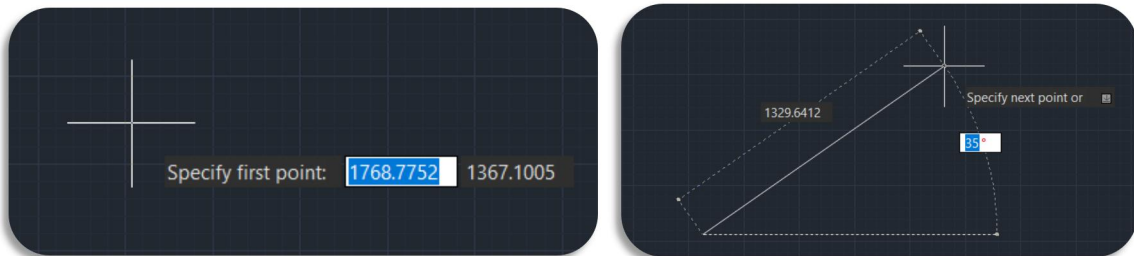 Specify first point: 1768.7752 1367.1005
1329.6412
Specify next point or
35°